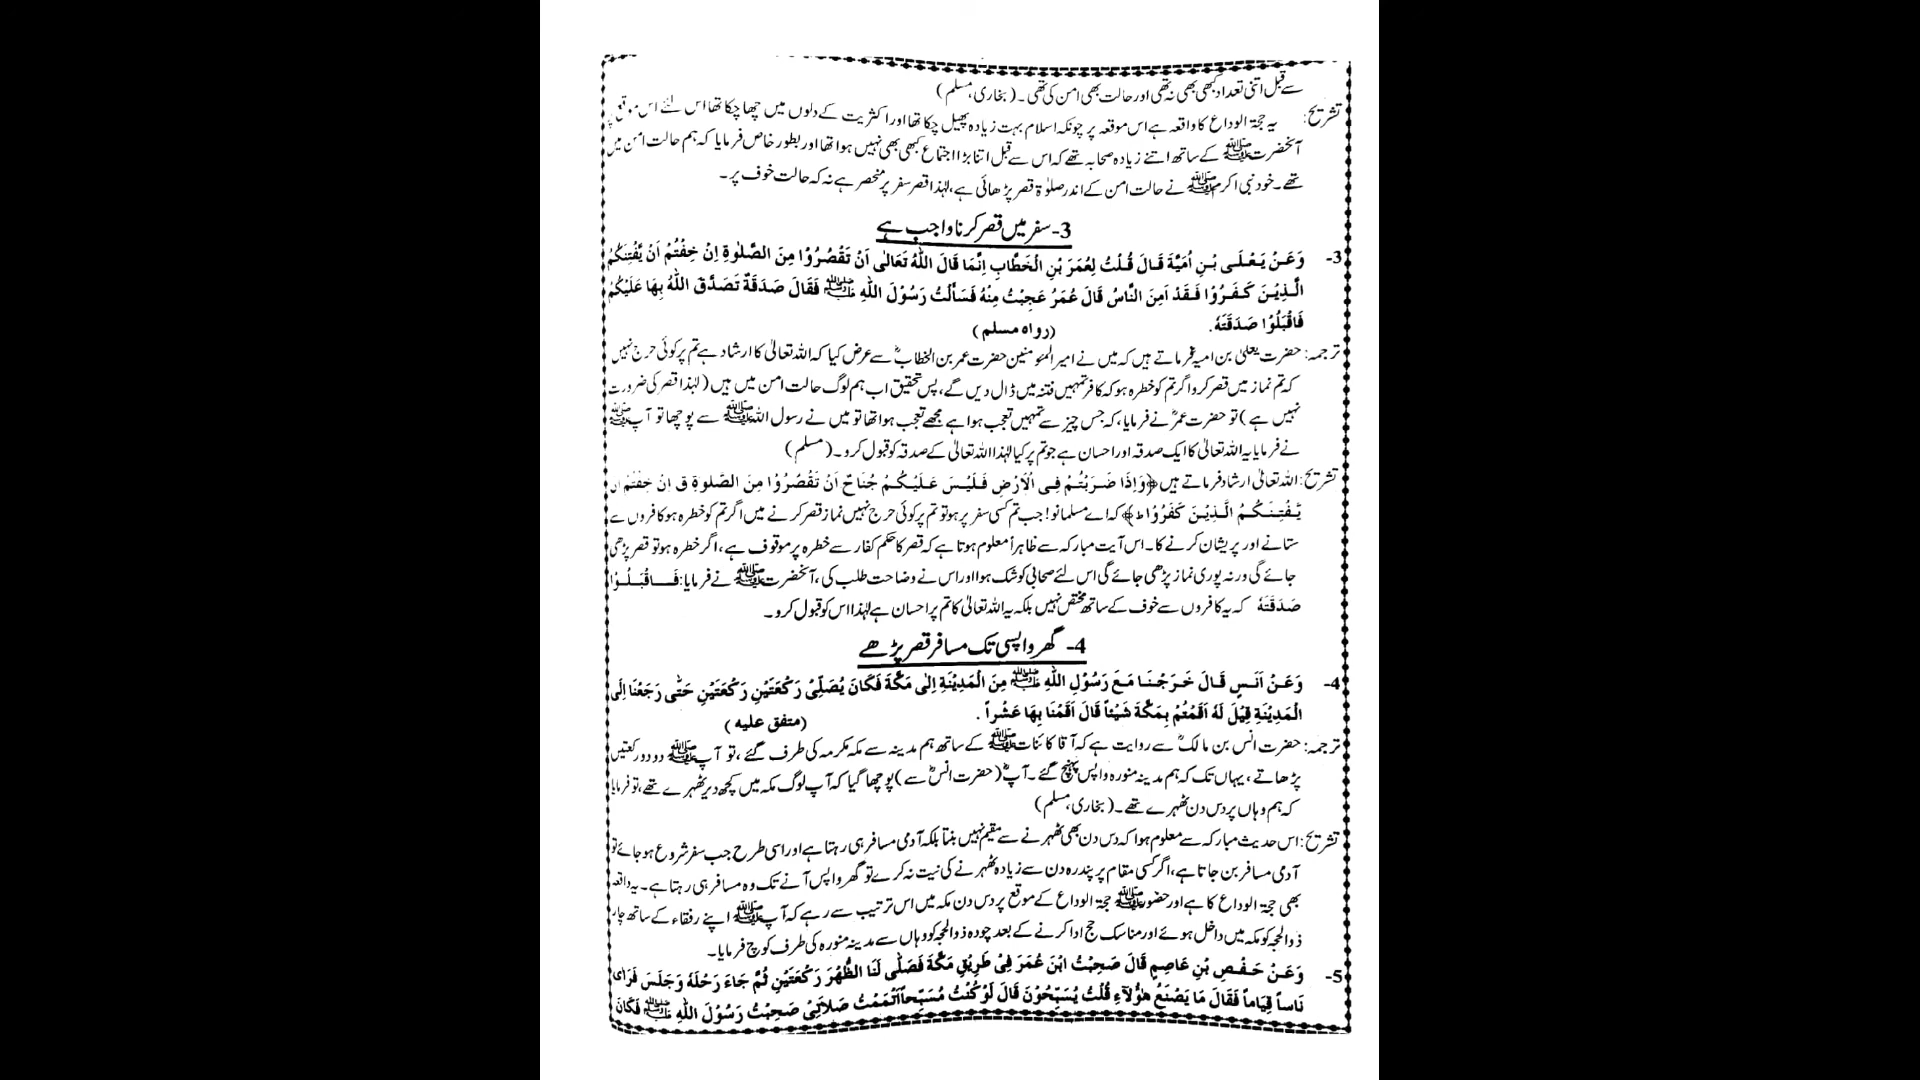 سے قبل اتنی تعداد کبھی بھی نہ تھی اور حالت بھی امن کی تھی۔ (بخاری، مسلم)
تشریح: یہ حجۃ الوداع کا واقعہ ہے اس موقعہ پر چونکہ اسلام بہت زیادہ پھیل چکا تھا اور اکثریت کے دلوں میں چھا چکا تھا اس لئے اس موقع پر
آنحضرت ﷺ کے ساتھ اتنے زیادہ صحابہ تھے کہ اس سے قبل اتنا بڑا اجتماع کبھی بھی نہیں ہوا تھا اور بطور خاص فرمایا کہ ہم حالت امن میں
تھے۔ خود نبی اکرم ﷺ نے حالت امن کے اندر صلوٰۃ قصر پڑھائی ہے، لہٰذا قصر سفر پر منحصر ہے نہ کہ حالت خوف پر۔
3- سفر میں قصر کرنا واجب ہے
3- وَعَنْ يَعْلَى بْنِ اُمَيَّةَ قَالَ قُلْتُ لِعُمَرَ بْنِ الْخَطَّابِ اِنَّمَا قَالَ اللّٰهُ تَعَالٰى اَنْ تَقْصُرُوْا مِنَ الصَّلٰوةِ اِنْ خِفْتُمْ اَنْ يَّفْتِنَكُمُ
الَّذِيْنَ كَفَرُوْا فَقَدْ اَمِنَ النَّاسُ قَالَ عُمَرُ عَجِبْتُ مِنْهُ فَسَأَلْتُ رَسُوْلَ اللّٰهِ ﷺ فَقَالَ صَدَقَةٌ تَصَدَّقَ اللّٰهُ بِهَا عَلَيْكُمْ
فَاقْبَلُوْا صَدَقَتَهٗ. (رواه مسلم)
ترجمہ: حضرت یعلیٰ بن امیہؓ فرماتے ہیں کہ میں نے امیر المؤمنین حضرت عمر بن الخطابؓ سے عرض کیا کہ اللہ تعالیٰ کا ارشاد ہے تم پر کوئی حرج نہیں
کہ تم نماز میں قصر کرو اگر تم کو خطرہ ہو کہ کافر تمہیں فتنہ میں ڈال دیں گے، پس تحقیق اب ہم لوگ حالت امن میں ہیں (لہٰذا قصر کی ضرورت
نہیں ہے) تو حضرت عمرؓ نے فرمایا، کہ جس چیز سے تمہیں تعجب ہوا ہے مجھے تعجب ہوا تھا تو میں نے رسول اللہ ﷺ سے پوچھا تو آپ ﷺ
نے فرمایا یہ اللہ تعالیٰ کا ایک صدقہ اور احسان ہے جو تم پر کیا لہٰذا اللہ تعالیٰ کے صدقہ کو قبول کرو۔ (مسلم)
تشریح: اللہ تعالیٰ ارشاد فرماتے ہیں ﴿وَاِذَا ضَرَبْتُمْ فِى الْاَرْضِ فَلَيْسَ عَلَيْكُمْ جُنَاحٌ اَنْ تَقْصُرُوْا مِنَ الصَّلٰوةِ ق اِنْ خِفْتُمْ اَنْ
يَّفْتِنَكُمُ الَّذِيْنَ كَفَرُوْا ط﴾ کہ اے مسلمانو! جب تم کسی سفر پر ہو تو تم پر کوئی حرج نہیں نماز قصر کرنے میں اگر تم کو خطرہ ہو کافروں سے
ستانے اور پریشان کرنے کا۔ اس آیت مبارکہ سے ظاہراً معلوم ہوتا ہے کہ قصر کا حکم کفار سے خطرہ پر موقوف ہے، اگر خطرہ ہو تو قصر پڑھی
جائے گی ورنہ پوری نماز پڑھی جائے گی اس لئے صحابی کو شک ہوا اور اس نے وضاحت طلب کی، آنحضرت ﷺ نے فرمایا: فَاقْبَلُوْا
صَدَقَتَهٗ کہ یہ کافروں سے خوف کے ساتھ مختص نہیں بلکہ یہ اللہ تعالیٰ کا تم پر احسان ہے لہٰذا اس کو قبول کرو۔
4- گھر واپسی تک مسافر قصر پڑھے
4- وَعَنْ اَنَسٍ قَالَ خَرَجْنَا مَعَ رَسُوْلِ اللّٰهِ ﷺ مِنَ الْمَدِيْنَةِ اِلٰى مَكَّةَ فَكَانَ يُصَلِّىْ رَكْعَتَيْنِ رَكْعَتَيْنِ حَتّٰى رَجَعْنَا اِلَى
الْمَدِيْنَةِ قِيْلَ لَهٗ اَقَمْتُمْ بِمَكَّةَ شَيْئاً قَالَ اَقَمْنَا بِهَا عَشْراً. (متفق عليه)
ترجمہ: حضرت انس بن مالکؓ سے روایت ہے کہ آقا کائنات ﷺ کے ساتھ ہم مدینہ سے مکہ مکرمہ کی طرف گئے، تو آپ ﷺ دو دو رکعتیں
پڑھاتے، یہاں تک کہ ہم مدینہ منورہ واپس پہنچ گئے۔ آپؓ (حضرت انسؓ سے) پوچھا گیا کہ آپ لوگ مکہ میں کچھ دیر ٹھہرے تھے، تو فرمایا
کہ ہم وہاں پر دس دن ٹھہرے تھے۔ (بخاری، مسلم)
تشریح: اس حدیث مبارکہ سے معلوم ہوا کہ دس دن بھی ٹھہرنے سے مقیم نہیں بنتا بلکہ آدمی مسافر ہی رہتا ہے اور اسی طرح جب سفر شروع ہو جائے تو
آدمی مسافر بن جاتا ہے، اگر کسی مقام پر پندرہ دن سے زیادہ ٹھہرنے کی نیت نہ کرے تو گھر واپس آنے تک وہ مسافر ہی رہتا ہے۔ یہ واقعہ
بھی حجۃ الوداع کا ہے اور حضور ﷺ حجۃ الوداع کے موقع پر دس دن مکہ میں اس ترتیب سے رہے کہ آپ ﷺ اپنے رفقاء کے ساتھ چار
ذوالحجہ کو مکہ میں داخل ہوئے اور مناسک حج ادا کرنے کے بعد چودہ ذوالحجہ کو وہاں سے مدینہ منورہ کی طرف کوچ فرمایا۔
5- وَعَنْ حَفْصِ بْنِ عَاصِمٍ قَالَ صَحِبْتُ ابْنَ عُمَرَ فِىْ طَرِيْقِ مَكَّةَ فَصَلّٰى لَنَا الظُّهْرَ رَكْعَتَيْنِ ثُمَّ جَاءَ رَحْلَهٗ وَجَلَسَ فَرَاٰى
نَاساً قِيَاماً فَقَالَ مَا يَصْنَعُ هٰؤُلَاءِ قُلْتُ يُسَبِّحُوْنَ قَالَ لَوْ كُنْتُ مُسَبِّحاً اَتْمَمْتُ صَلَاتِىْ صَحِبْتُ رَسُوْلَ اللّٰهِ ﷺ فَكَانَ